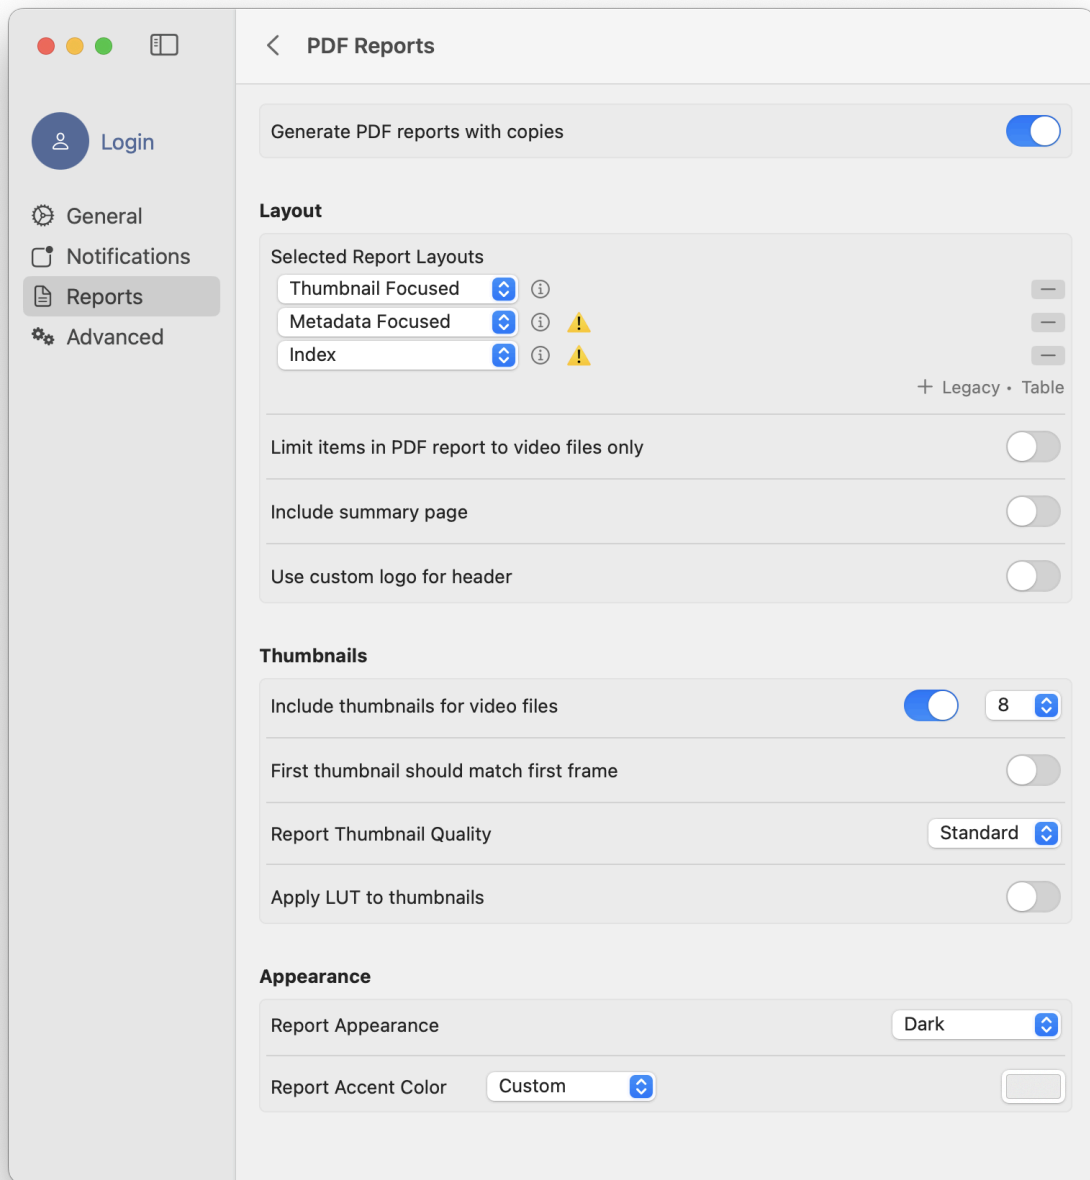 PDF Reports
Login
General
Notifications
Reports
Advanced
Generate PDF reports with copies
Layout
Selected Report Layouts
Thumbnail Focused
Metadata Focused
Index
+ Legacy • Table
Limit items in PDF report to video files only
Include summary page
Use custom logo for header
Thumbnails
Include thumbnails for video files 8
First thumbnail should match first frame
Report Thumbnail Quality Standard
Apply LUT to thumbnails
Appearance
Report Appearance Dark
Report Accent Color Custom